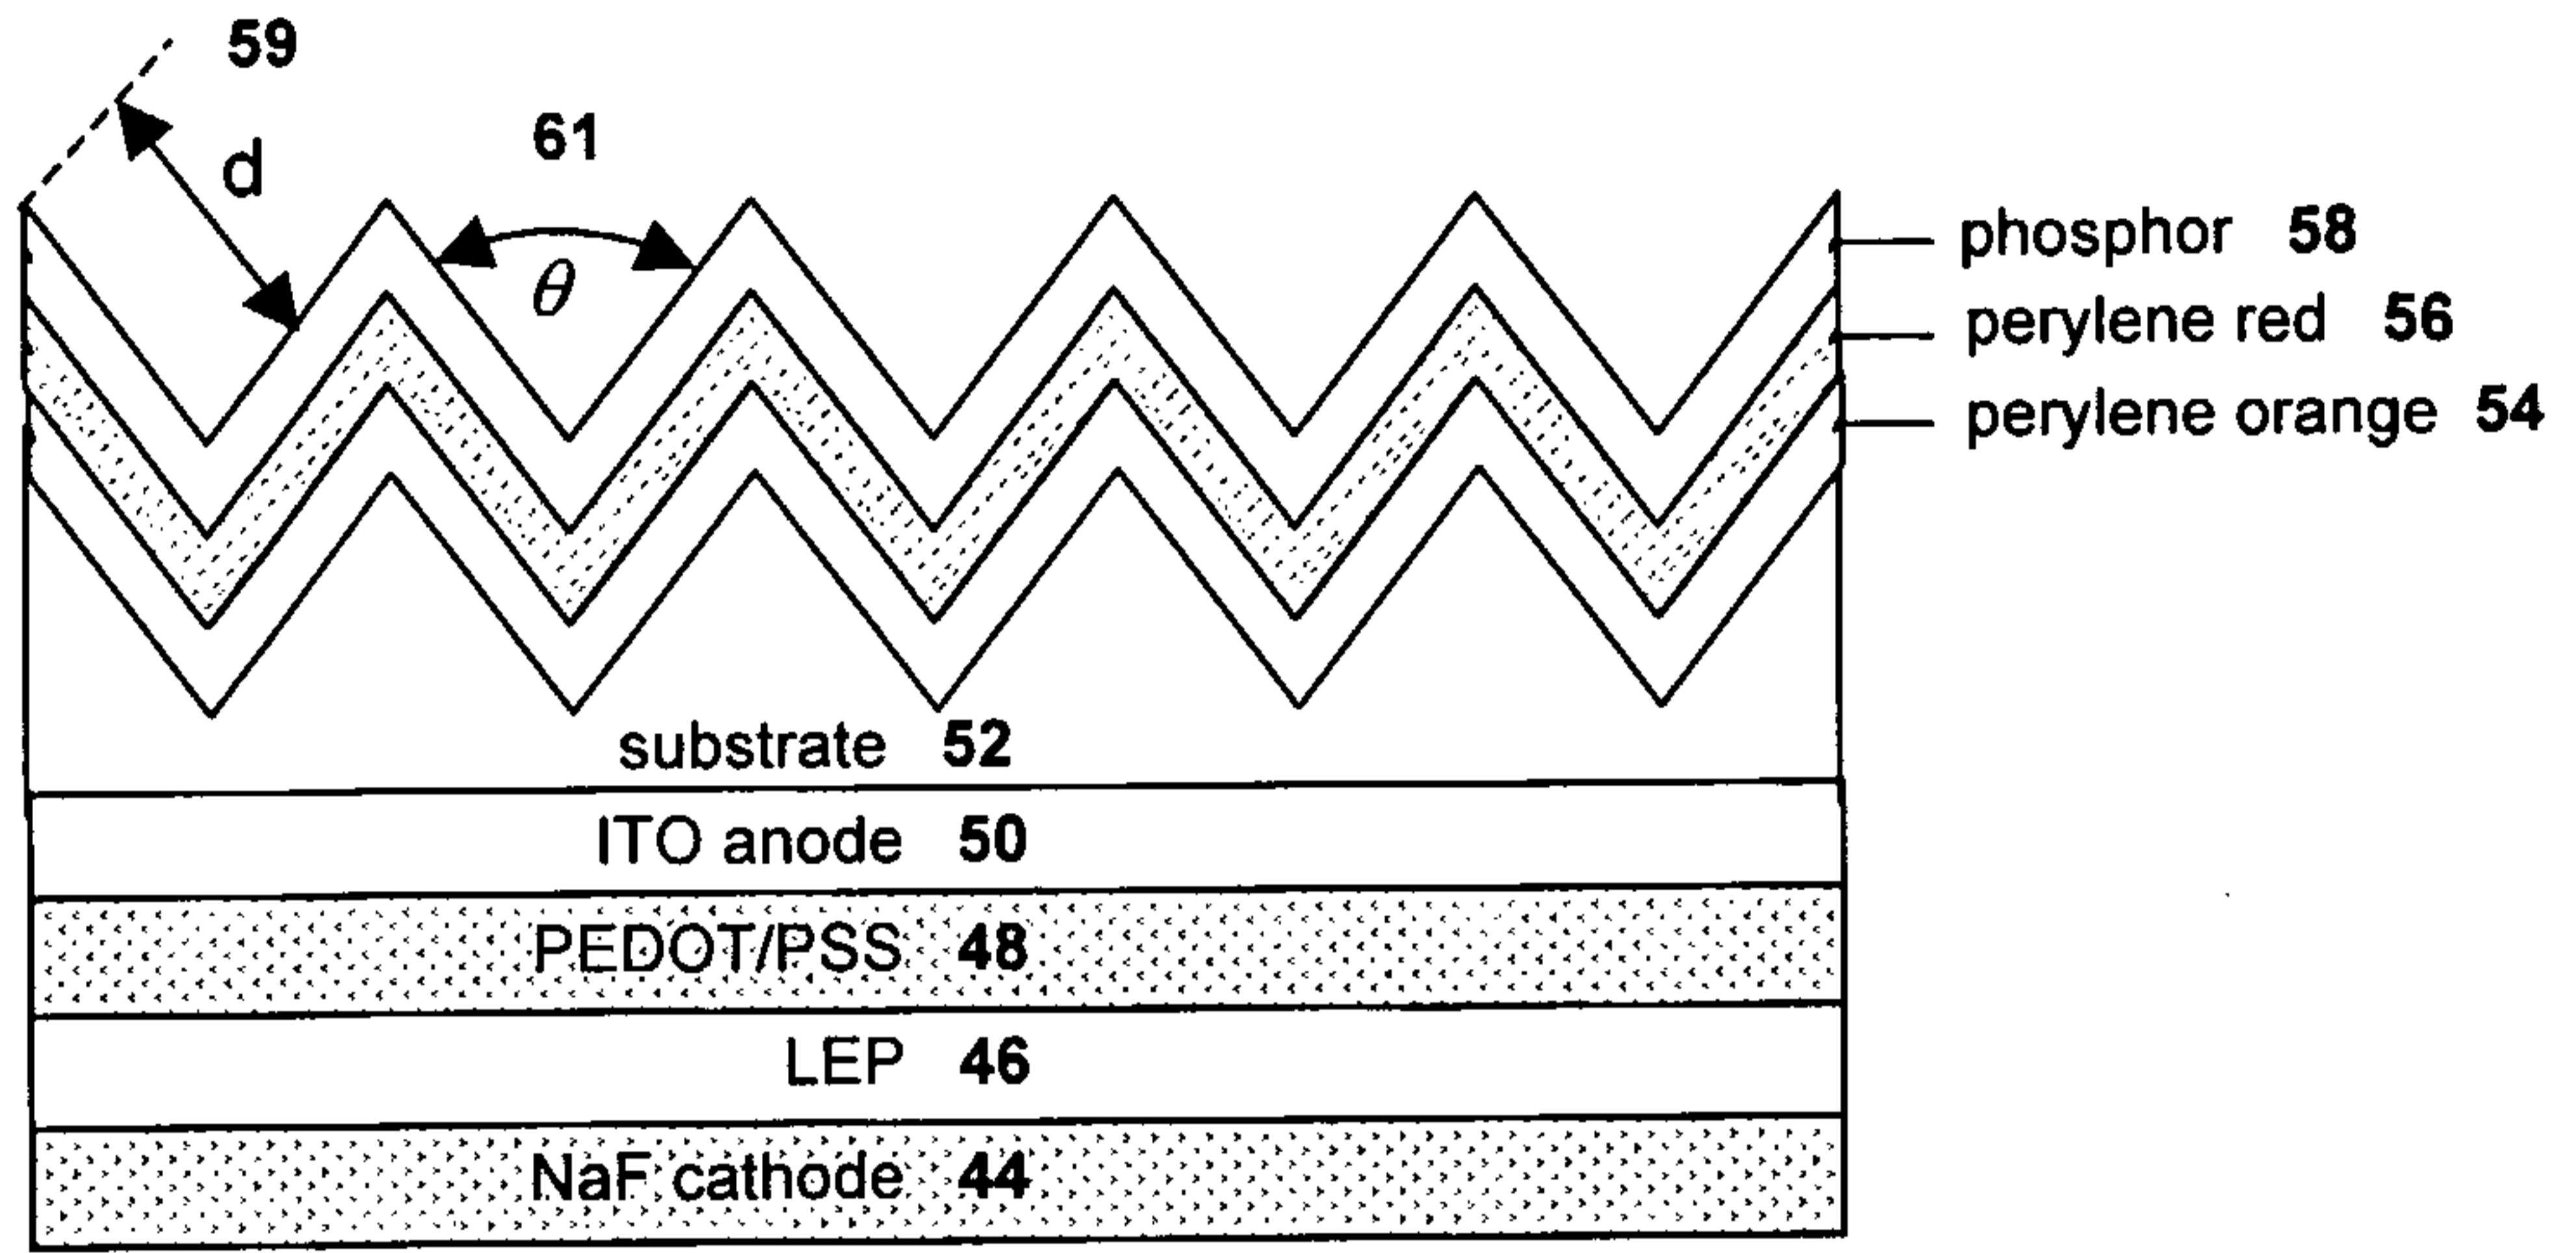 59
d
61
θ
phosphor 58
perylene red 56
perylene orange 54
substrate 52
ITO anode 50
PEDOT/PSS 48
LEP 46
NaF cathode 44